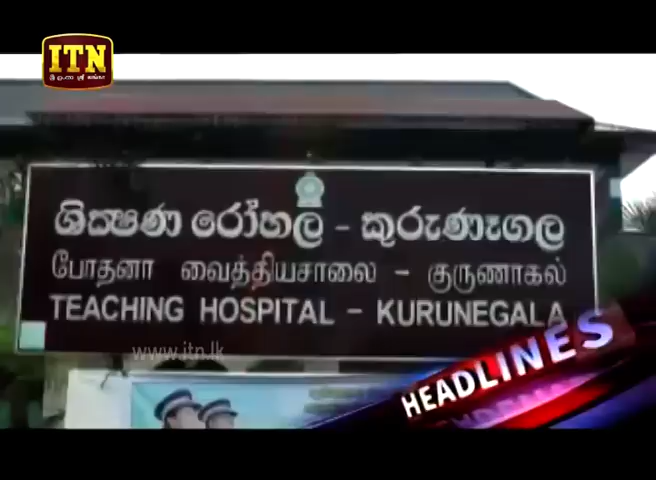 ITN
ශික්ෂණ රෝහල - කුරුණෑගල
போதனா வைத்தியசாலை - குருணாகல்
TEACHING HOSPITAL - KURUNEGALA
www.itn.lk
HEADLINES